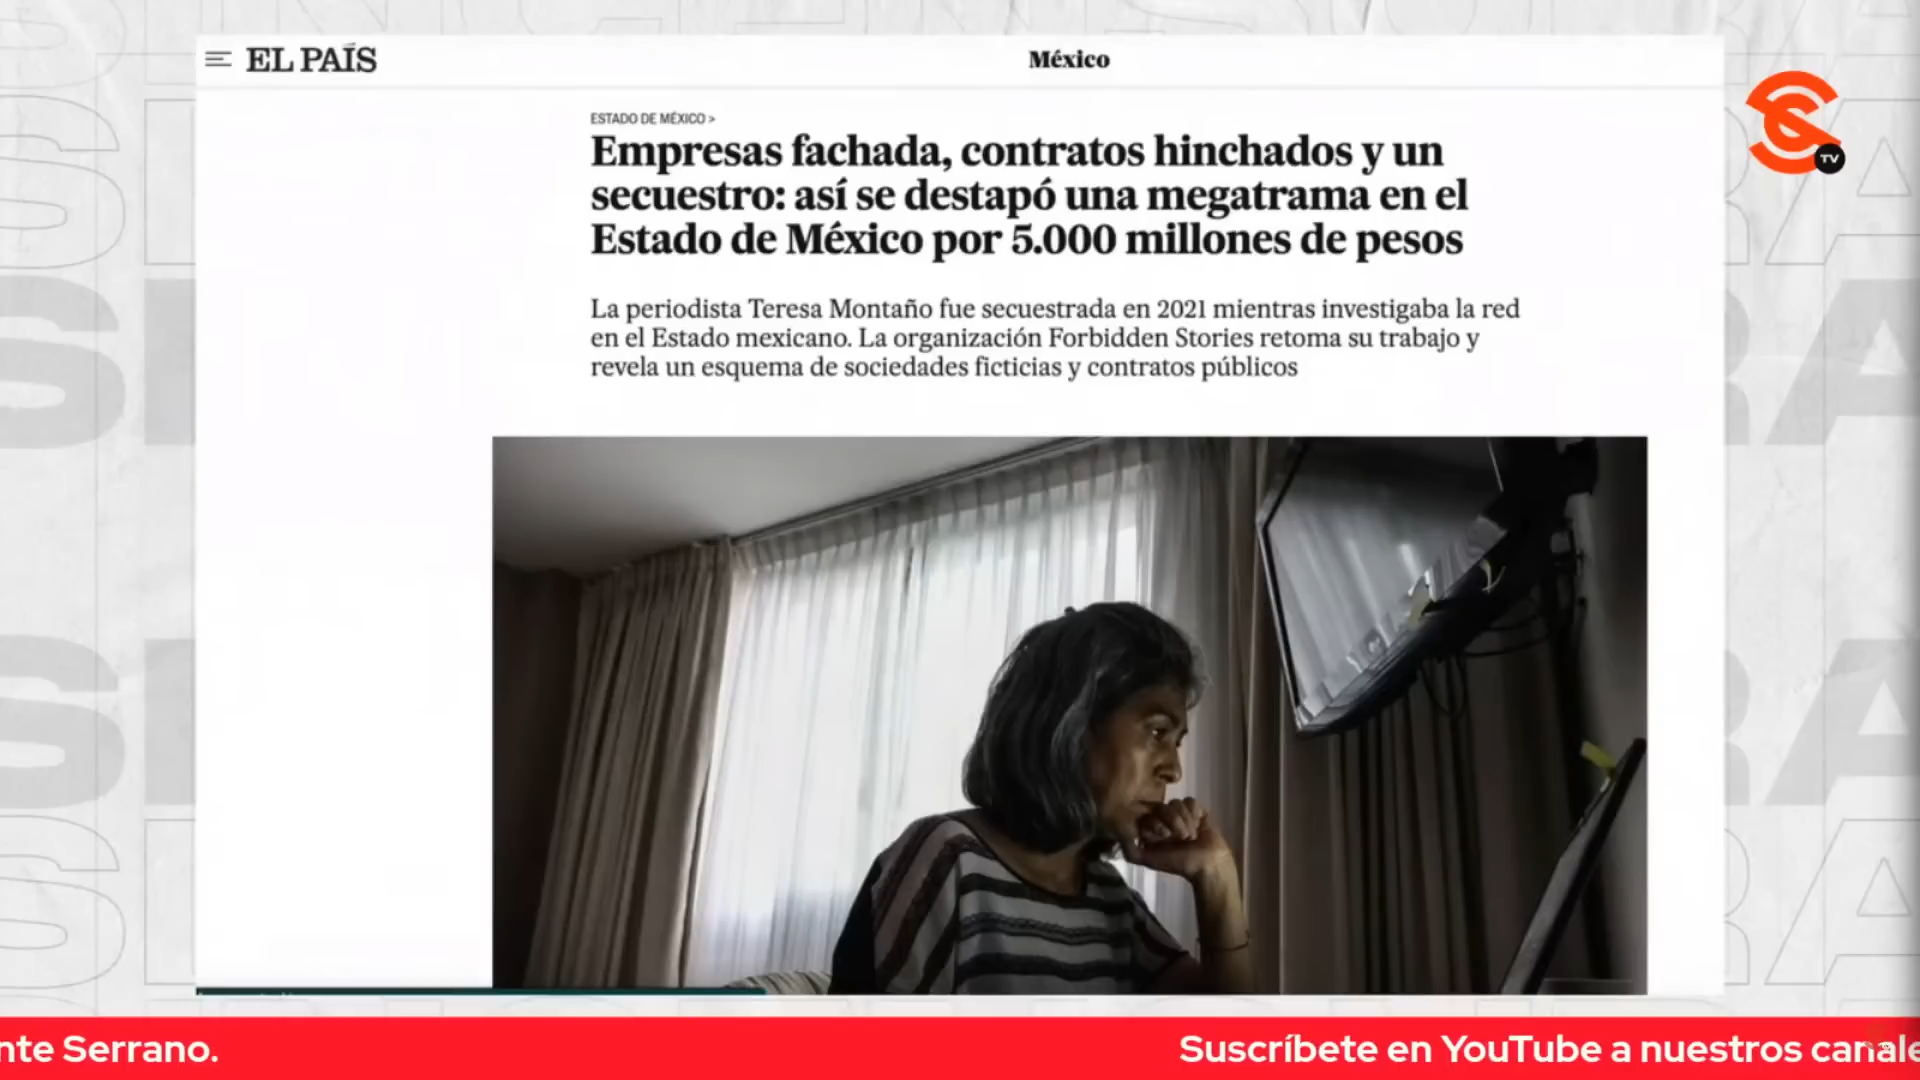 EL PAÍS
México
ESTADO DE MÉXICO >
Empresas fachada, contratos hinchados y un
secuestro: así se destapó una megatrama en el
Estado de México por 5.000 millones de pesos
La periodista Teresa Montaño fue secuestrada en 2021 mientras investigaba la red
en el Estado mexicano. La organización Forbidden Stories retoma su trabajo y
revela un esquema de sociedades ficticias y contratos públicos
TV
nte Serrano.
Suscríbete en YouTube a nuestros canale